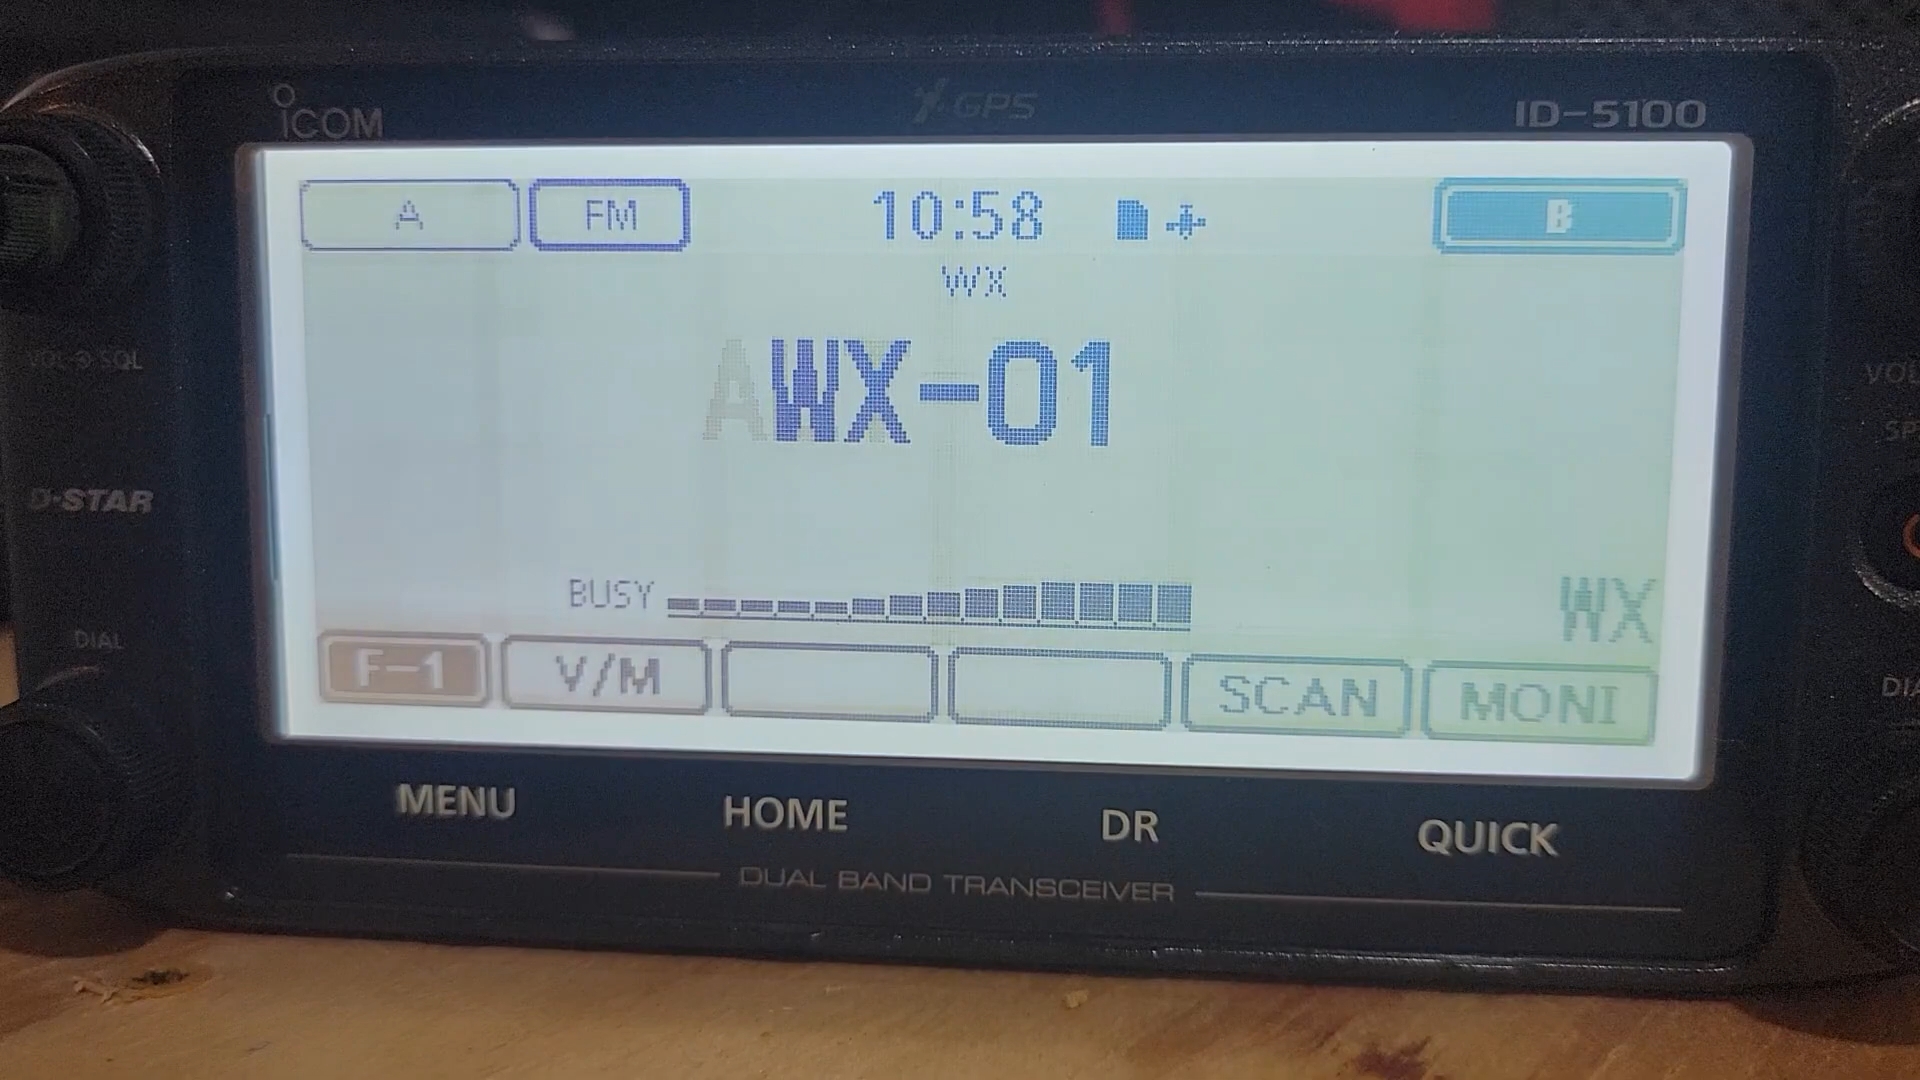 ICOM GPS ID-5100
A FM 10:58 B
WX
AWX-01
VOL SQL
D-STAR
BUSY
WX
DIAL
F-1 V/M SCAN MONI
MENU HOME DR QUICK
DUAL BAND TRANSCEIVER